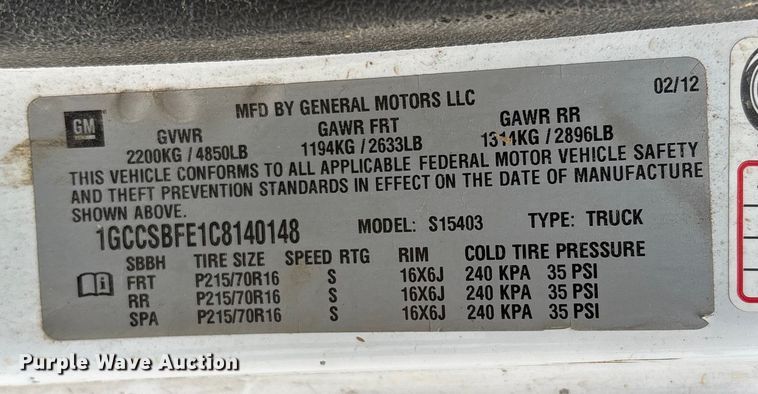 02/12
MFD BY GENERAL MOTORS LLC
GM
GVWR GAWR FRT GAWR RR
2200KG / 4850LB 1194KG / 2633LB 1314KG / 2896LB
THIS VEHICLE CONFORMS TO ALL APPLICABLE FEDERAL MOTOR VEHICLE SAFETY
AND THEFT PREVENTION STANDARDS IN EFFECT ON THE DATE OF MANUFACTURE
SHOWN ABOVE.
1GCCSBFE1C8140148 MODEL: S15403 TYPE: TRUCK
SBBH TIRE SIZE SPEED RTG RIM COLD TIRE PRESSURE
FRT P215/70R16 S 16X6J 240 KPA 35 PSI
RR P215/70R16 S 16X6J 240 KPA 35 PSI
SPA P215/70R16 S 16X6J 240 KPA 35 PSI
Purple Wave Auction